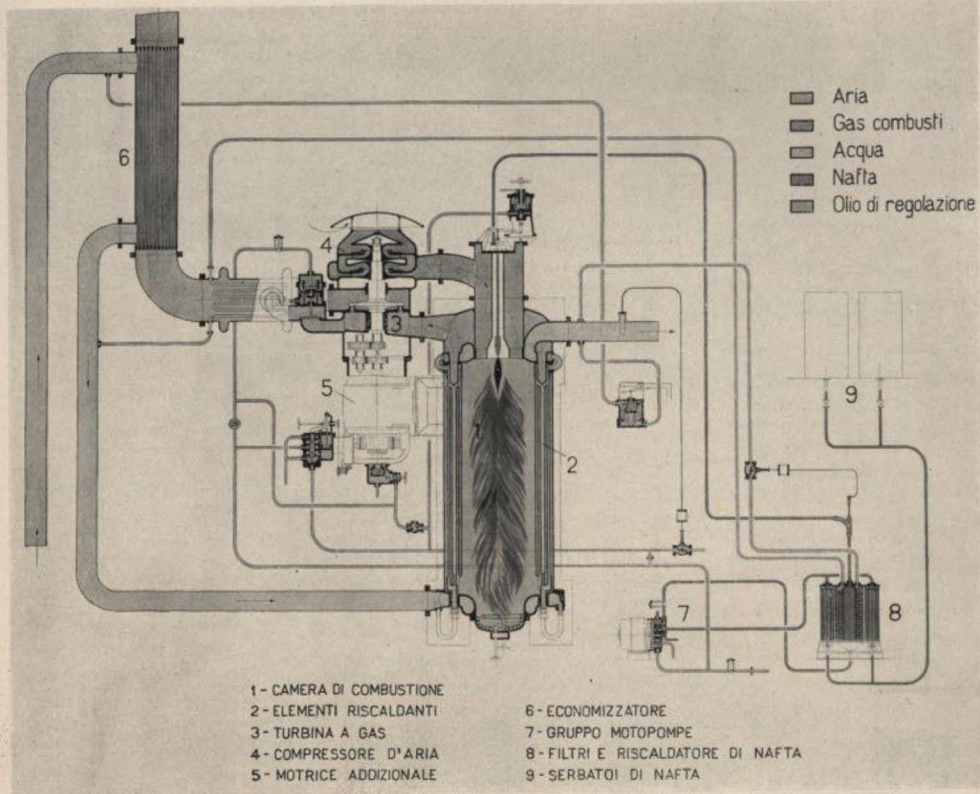 Aria
Gas combusti
Acqua
Nafta
Olio di regolazione
6
4
3
5
1
2
9
7
8
1 - CAMERA DI COMBUSTIONE
2 - ELEMENTI RISCALDANTI
3 - TURBINA A GAS
4 - COMPRESSORE D'ARIA
5 - MOTRICE ADDIZIONALE
6 - ECONOMIZZATORE
7 - GRUPPO MOTOPOMPE
8 - FILTRI E RISCALDATORE DI NAFTA
9 - SERBATOI DI NAFTA